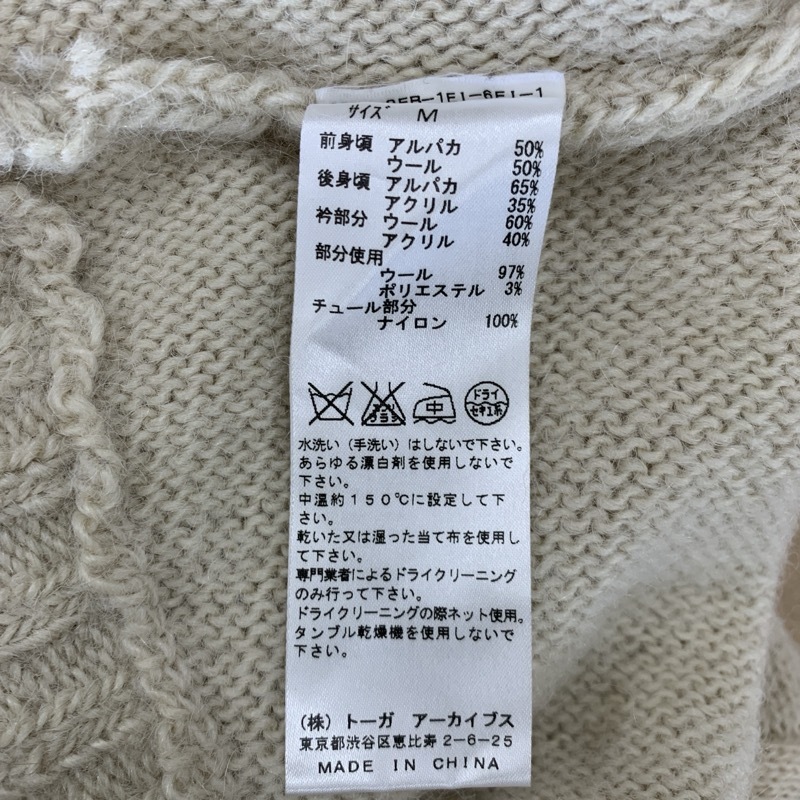 サイズ M
前身頃 アルパカ 50%
ウール 50%
後身頃 アルパカ 65%
アクリル 35%
衿部分 ウール 60%
アクリル 40%
部分使用
ウール 97%
ポリエステル 3%
チュール部分
ナイロン 100%
エンソ サラシ 中 ドライ セキユ系
水洗い（手洗い）はしないで下さい。
あらゆる漂白剤を使用しないで
下さい。
中温約１５０℃に設定して下
さい。
乾いた又は湿った当て布を使用し
て下さい。
専門業者によるドライクリーニング
のみ行って下さい。
ドライクリーニングの際ネット使用。
タンブル乾燥機を使用しないで
下さい。
(株) トーガ アーカイブス
東京都渋谷区恵比寿2-6-25
MADE IN CHINA